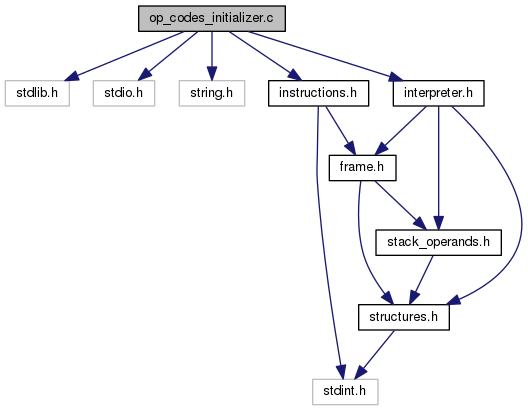 op_codes_initializer.c
stdlib.h
stdio.h
string.h
instructions.h
interpreter.h
frame.h
stack_operands.h
structures.h
stdint.h